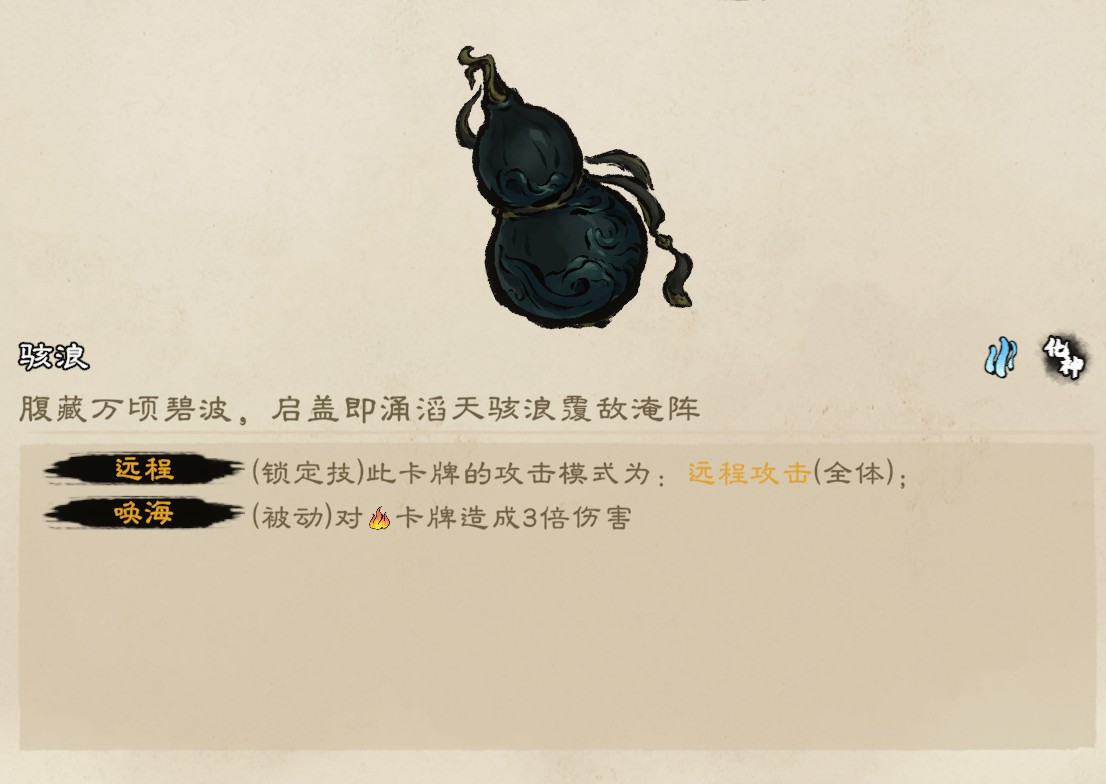 骇浪 化神
腹藏万顷碧波，启盖即涌滔天骇浪覆敌淹阵
远程 (锁定技)此卡牌的攻击模式为：远程攻击(全体)；
唤海 (被动)对卡牌造成3倍伤害